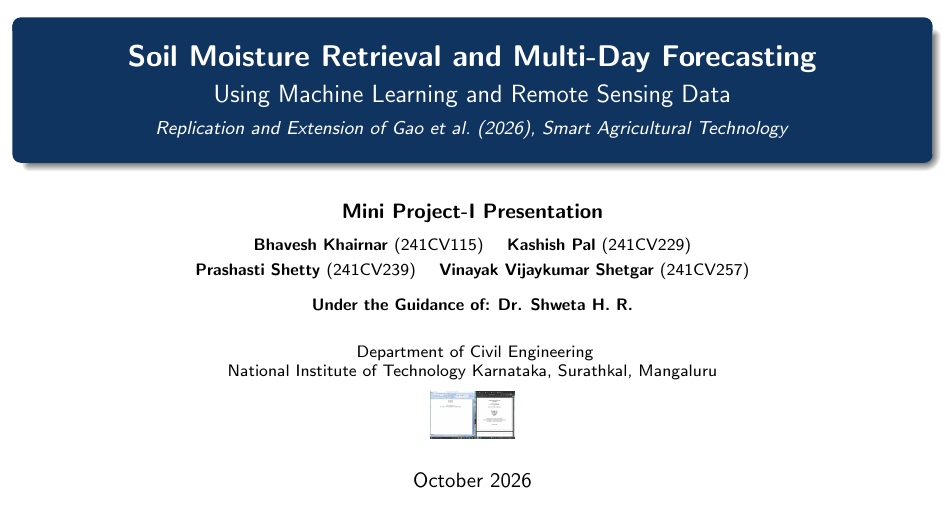 Soil Moisture Retrieval and Multi-Day Forecasting
Using Machine Learning and Remote Sensing Data
Replication and Extension of Gao et al. (2026), Smart Agricultural Technology
Mini Project-I Presentation
Bhavesh Khairnar (241CV115) Kashish Pal (241CV229)
Prashasti Shetty (241CV239) Vinayak Vijaykumar Shetgar (241CV257)
Under the Guidance of: Dr. Shweta H. R.
Department of Civil Engineering
National Institute of Technology Karnataka, Surathkal, Mangaluru
October 2026